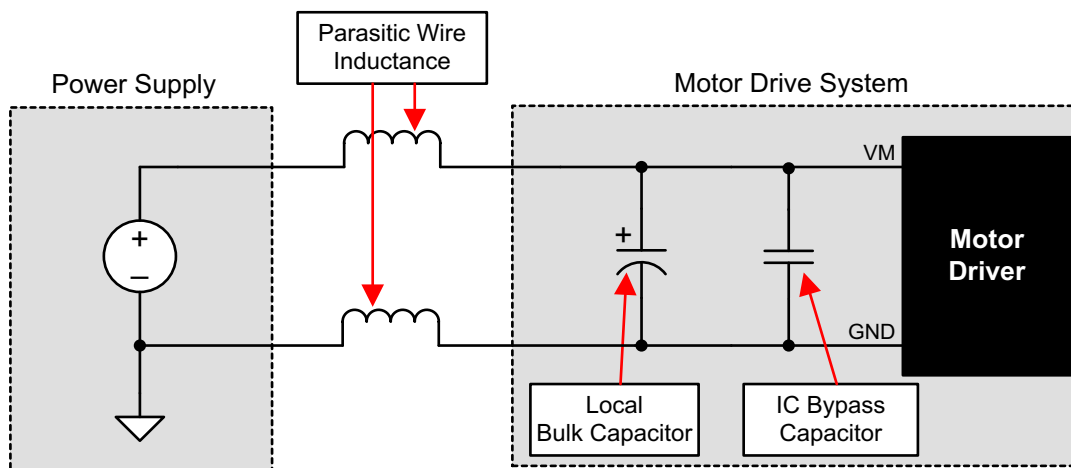 Parasitic Wire
Inductance
Power Supply
Motor Drive System
VM
+
–
+
Motor
Driver
GND
Local
Bulk Capacitor
IC Bypass
Capacitor